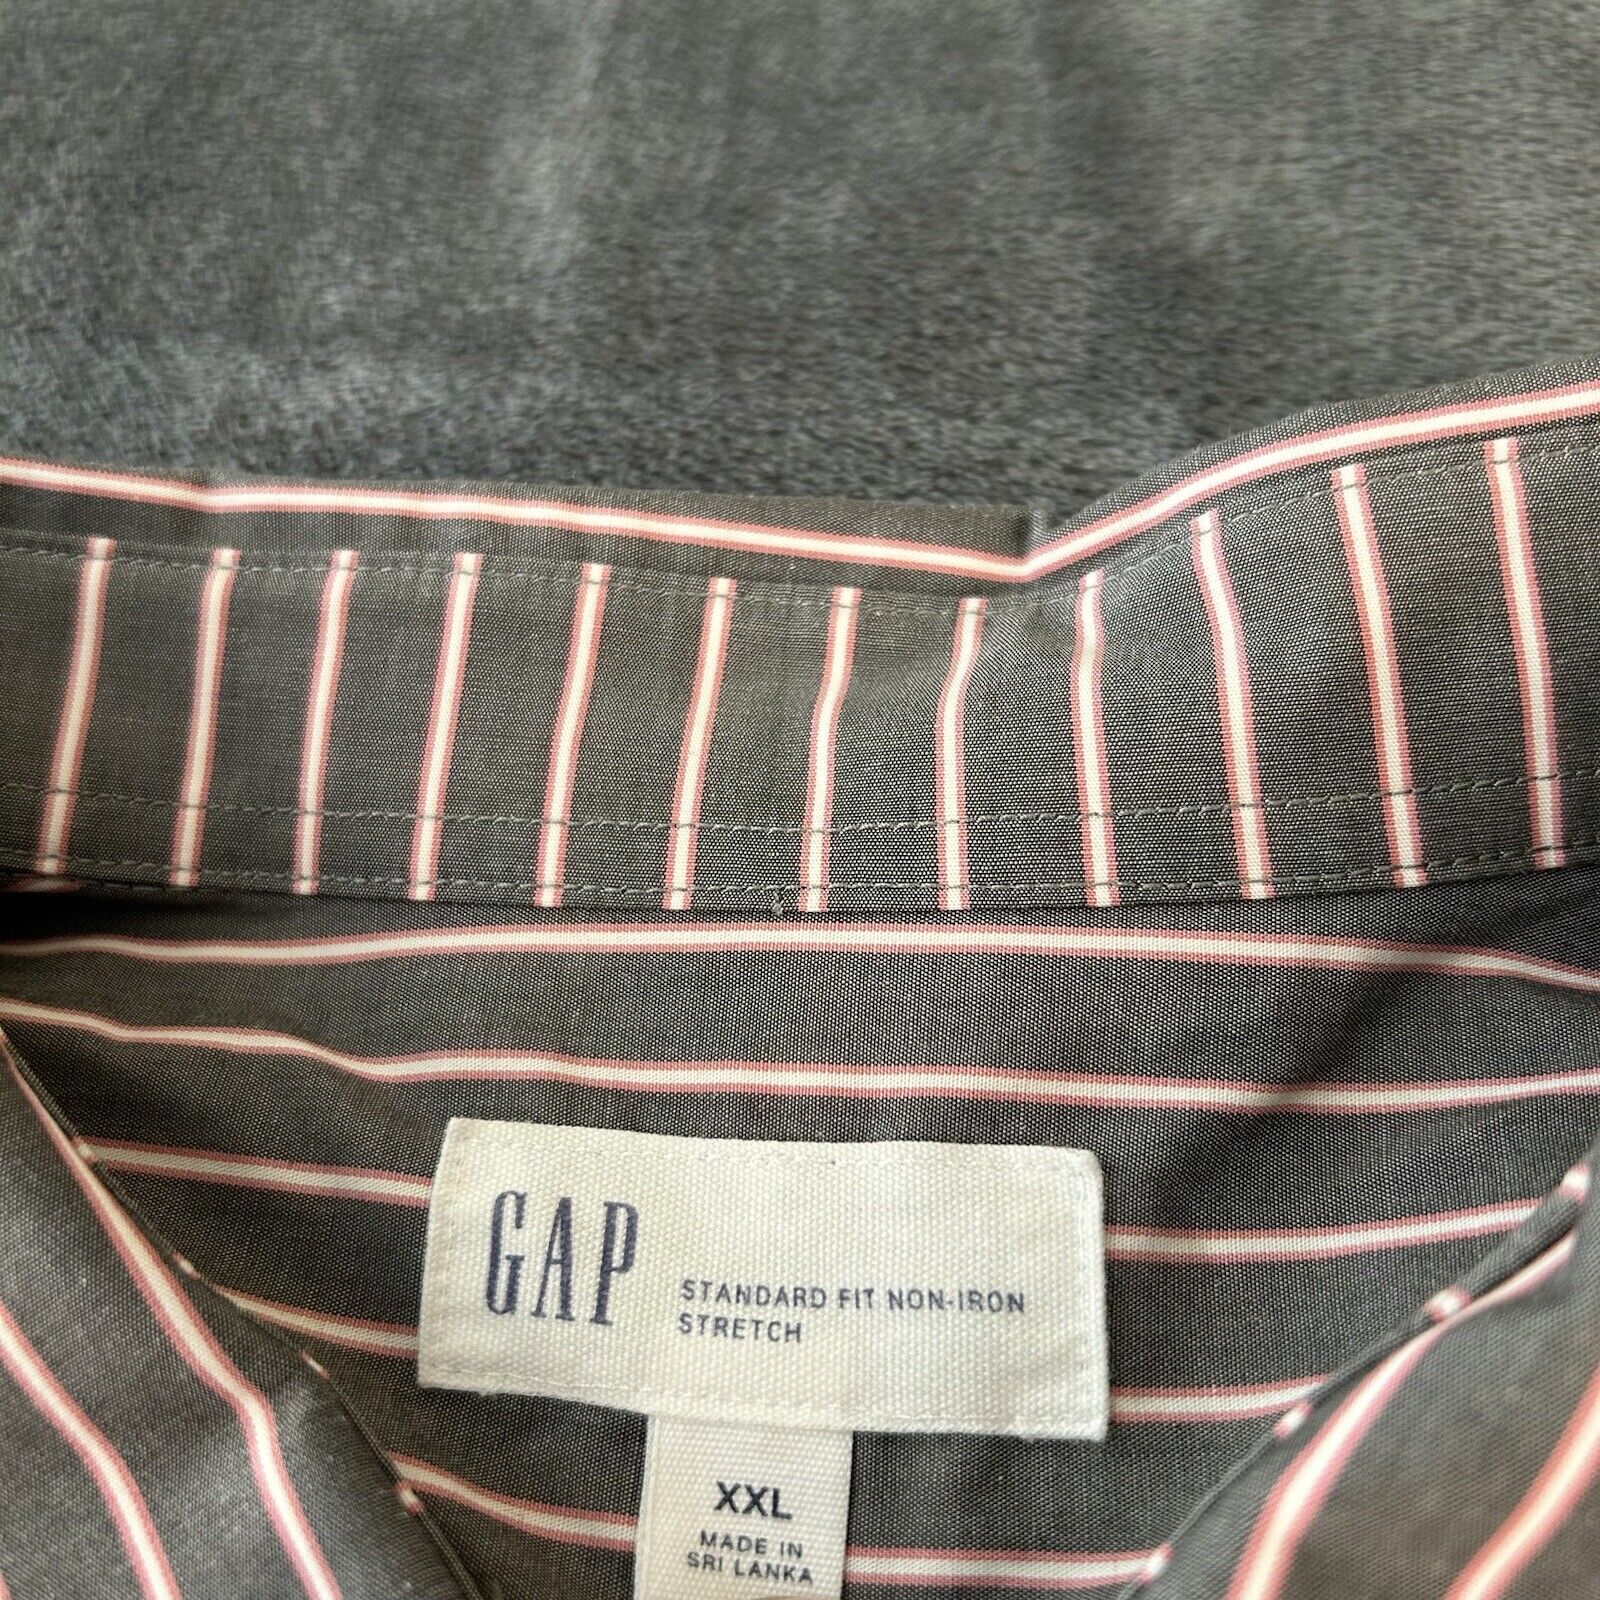 GAP
STANDARD FIT NON-IRON
STRETCH
XXL
MADE IN
SRI LANKA